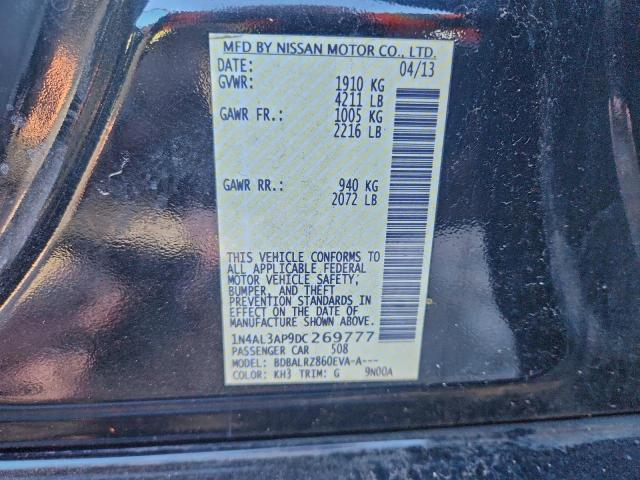 MFD BY NISSAN MOTOR CO., LTD.
DATE: 04/13
GVWR: 1910 KG
4211 LB
GAWR FR.: 1005 KG
2216 LB
GAWR RR.: 940 KG
2072 LB
THIS VEHICLE CONFORMS TO
ALL APPLICABLE FEDERAL
MOTOR VEHICLE SAFETY,
BUMPER, AND THEFT
PREVENTION STANDARDS IN
EFFECT ON THE DATE OF
MANUFACTURE SHOWN ABOVE.
1N4AL3AP9DC269777
PASSENGER CAR 508
MODEL: BDBALRZ860EVA-A---
COLOR: KH3 TRIM: G 9N00A